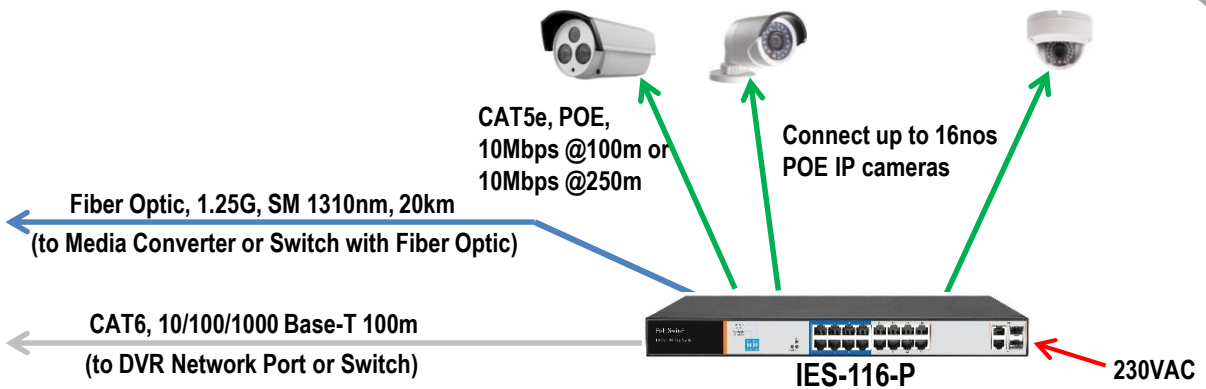 CAT5e, POE,
10Mbps @100m or
10Mbps @250m
Connect up to 16nos
POE IP cameras
Fiber Optic, 1.25G, SM 1310nm, 20km
(to Media Converter or Switch with Fiber Optic)
CAT6, 10/100/1000 Base-T 100m
(to DVR Network Port or Switch)
PoE Switch
IES-116-P
230VAC